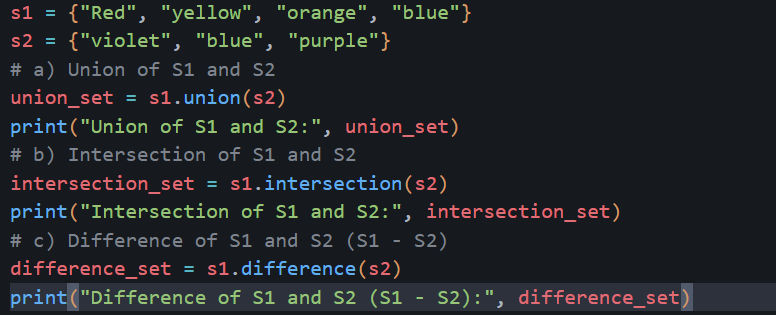 s1 = {"Red", "yellow", "orange", "blue"}
s2 = {"violet", "blue", "purple"}
# a) Union of S1 and S2
union_set = s1.union(s2)
print("Union of S1 and S2:", union_set)
# b) Intersection of S1 and S2
intersection_set = s1.intersection(s2)
print("Intersection of S1 and S2:", intersection_set)
# c) Difference of S1 and S2 (S1 - S2)
difference_set = s1.difference(s2)
print("Difference of S1 and S2 (S1 - S2):", difference_set)